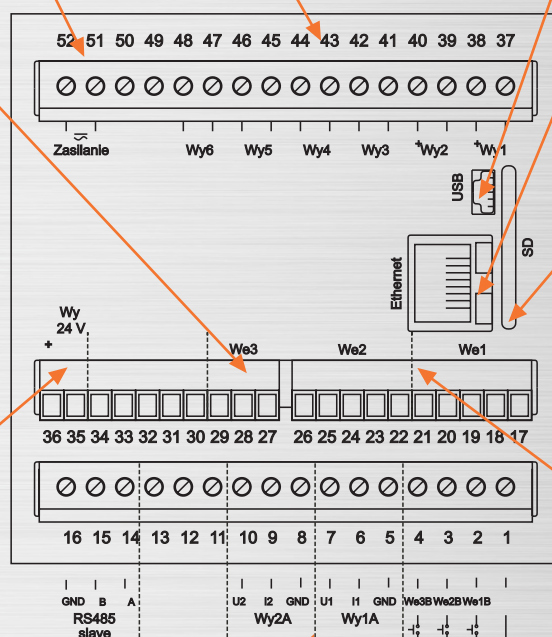 52 51 50 49 48 47 46 45 44 43 42 41 40 39 38 37
Zasilanie Wy6 Wy5 Wy4 Wy3 +Wy2 +Wy1
USB
SD
Ethernet
Wy
24 V
+
We3 We2 We1
36 35 34 33 32 31 30 29 28 27 26 25 24 23 22 21 20 19 18 17
16 15 14 13 12 11 10 9 8 7 6 5 4 3 2 1
GND B A U2 I2 GND U1 I1 GND We3B We2B We1B
RS485 Wy2A Wy1A
slave